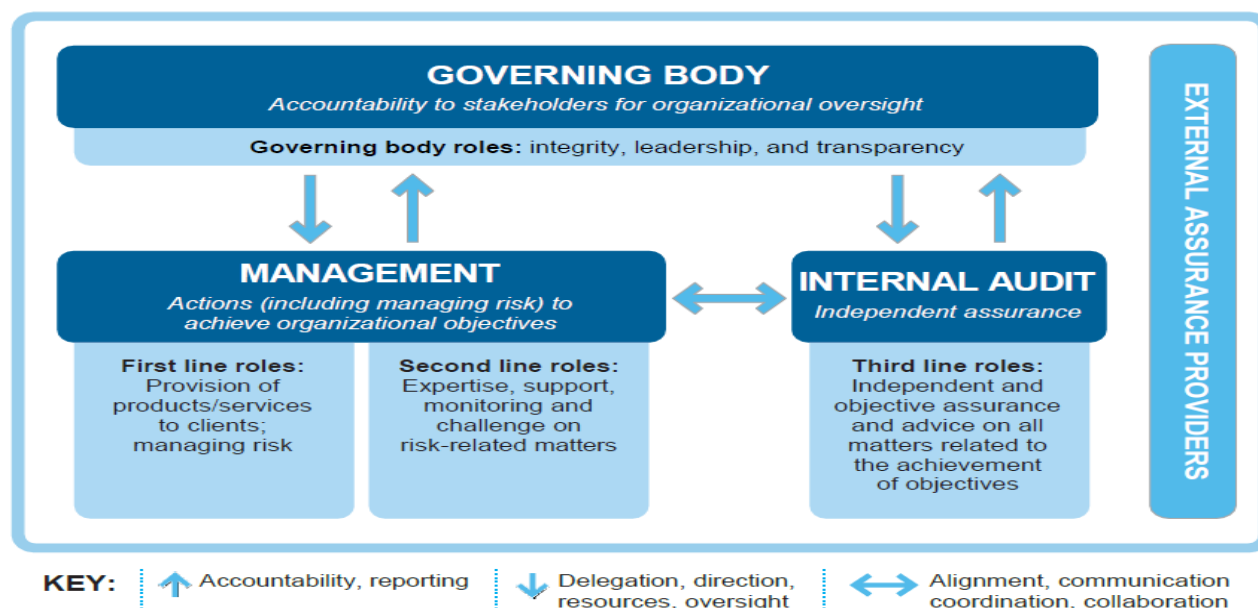 GOVERNING BODY
Accountability to stakeholders for organizational oversight
Governing body roles: integrity, leadership, and transparency
MANAGEMENT
Actions (including managing risk) to
achieve organizational objectives
First line roles:
Provision of
products/services
to clients;
managing risk
Second line roles:
Expertise, support,
monitoring and
challenge on
risk-related matters
INTERNAL AUDIT
Independent assurance
Third line roles:
Independent and
objective assurance
and advice on all
matters related to
the achievement
of objectives
EXTERNAL ASSURANCE PROVIDERS
KEY:
Accountability, reporting
Delegation, direction,
resources, oversight
Alignment, communication
coordination, collaboration